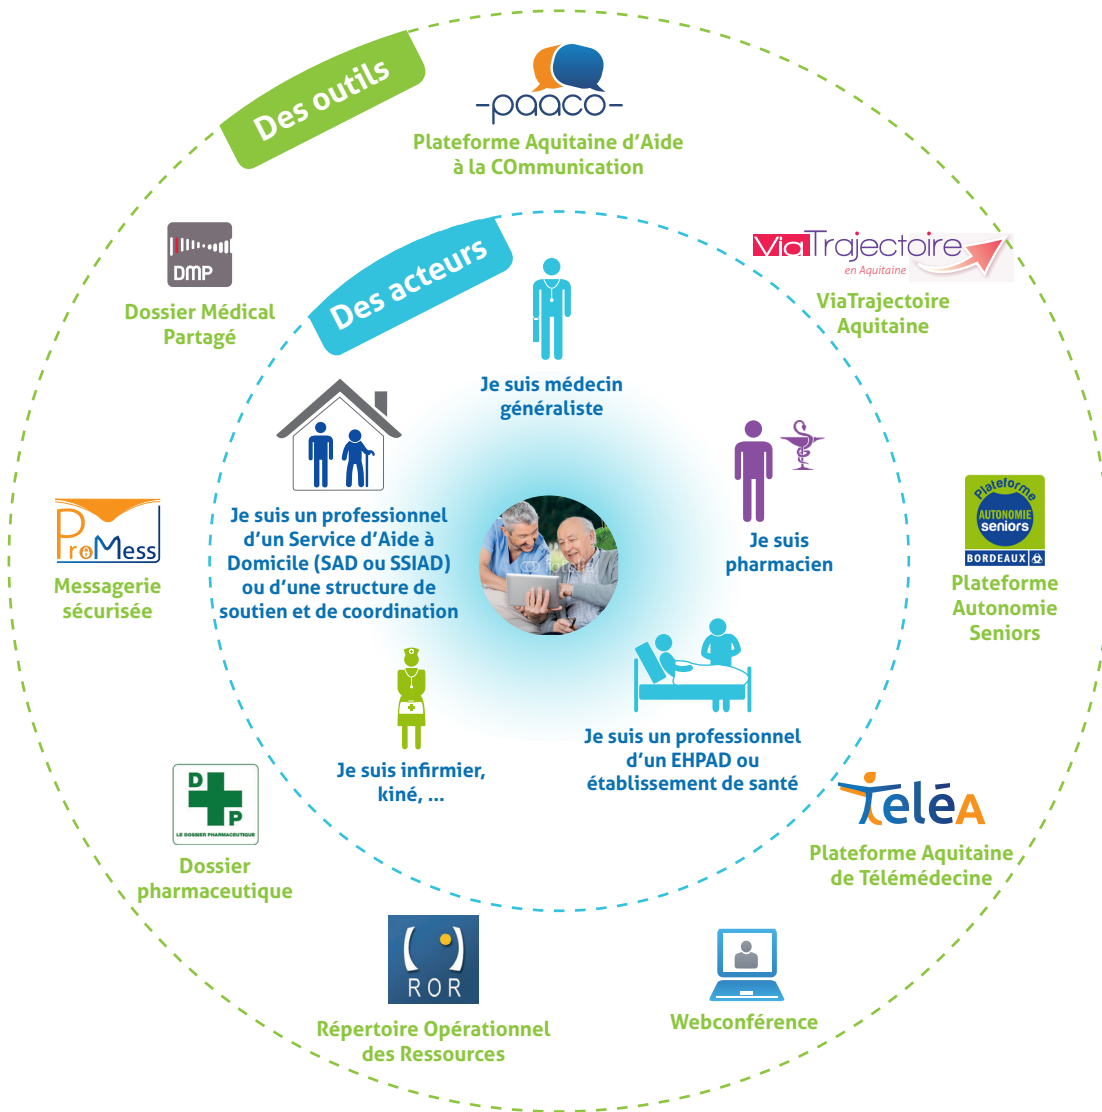 Des outils
-paaco-
Plateforme Aquitaine d'Aide
à la COmmunication
DMP
Dossier Médical
Partagé
ViaTrajectoire
en Aquitaine
ViaTrajectoire
Aquitaine
Des acteurs
Je suis médecin
généraliste
Je suis un professionnel
d'un Service d'Aide à
Domicile (SAD ou SSIAD)
ou d'une structure de
soutien et de coordination
Je suis
pharmacien
fotolia
ProMess
Messagerie
sécurisée
Plateforme
AUTONOMIE
seniors
BORDEAUX
Plateforme
Autonomie
Seniors
Je suis infirmier,
kiné, ...
Je suis un professionnel
d'un EHPAD ou
établissement de santé
D
P
LE DOSSIER PHARMACEUTIQUE
Dossier
pharmaceutique
TéléA
Plateforme Aquitaine
de Télémédecine
ROR
Répertoire Opérationnel
des Ressources
Webconférence